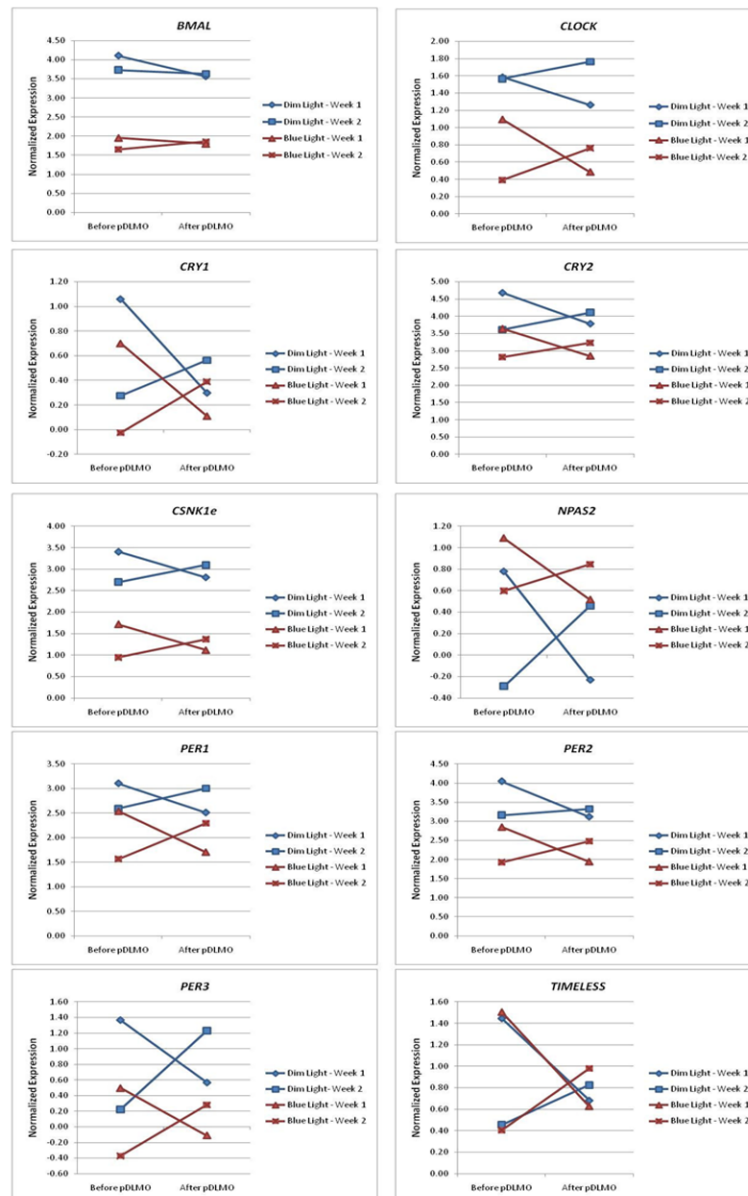 BMAL
Normalized Expression
4.50
4.00
3.50
3.00
2.50
2.00
1.50
1.00
0.50
0.00
Before pDLMO After pDLMO
Dim Light - Week 1
Dim Light - Week 2
Blue Light - Week 1
Blue Light - Week 2
CLOCK
Normalized Expression
2.00
1.80
1.60
1.40
1.20
1.00
0.80
0.60
0.40
0.20
0.00
Before pDLMO After pDLMO
Dim Light - Week 1
Dim Light - Week 2
Blue Light- Week 1
Blue Light - Week 2
CRY1
Normalized Expression
1.20
1.00
0.80
0.60
0.40
0.20
0.00
-0.20
Before pDLMO After pDLMO
Dim Light - Week 1
Dim Light - Week 2
Blue Light - Week 1
Blue Light - Week 2
CRY2
Normalized Expression
5.00
4.50
4.00
3.50
3.00
2.50
2.00
1.50
1.00
0.50
0.00
Before pDLMO After pDLMO
Dim Light - Week 1
Dim Light - Week 2
Blue Light - Week 1
Blue Light - Week 2
CSNK1e
Normalized Expression
4.00
3.50
3.00
2.50
2.00
1.50
1.00
0.50
0.00
Before pDLMO After pDLMO
Dim Light - Week 1
Dim Light - Week 2
Blue Light - Week 1
Blue Light - Week 2
NPAS2
Normalized Expression
1.20
1.00
0.80
0.60
0.40
0.20
0.00
-0.20
-0.40
Before pDLMO After pDLMO
Dim Light - Week 1
Dim Light - Week 2
Blue Light - Week 1
Blue Light - Week 2
PER1
Normalized Expression
3.50
3.00
2.50
2.00
1.50
1.00
0.50
0.00
Before pDLMO After pDLMO
Dim Light - Week 1
Dim Light - Week 2
Blue Light - Week 1
Blue Light - Week 2
PER2
Normalized Expression
4.50
4.00
3.50
3.00
2.50
2.00
1.50
1.00
0.50
0.00
Before pDLMO After pDLMO
Dim Light - Week 1
Dim Light - Week 2
Blue Light - Week 1
Blue Light - Week 2
PER3
Normalized Expression
1.60
1.40
1.20
1.00
0.80
0.60
0.40
0.20
0.00
-0.20
-0.40
-0.60
Before pDLMO After pDLMO
Dim Light - Week 1
Dim Light- Week 2
Blue Light - Week 1
Blue Light - Week 2
TIMELESS
Normalized Expression
1.60
1.40
1.20
1.00
0.80
0.60
0.40
0.20
0.00
Before pDLMO After pDLMO
Dim Light - Week 1
Dim Light - Week 2
Blue Light - Week 1
Blue Light - Week 2